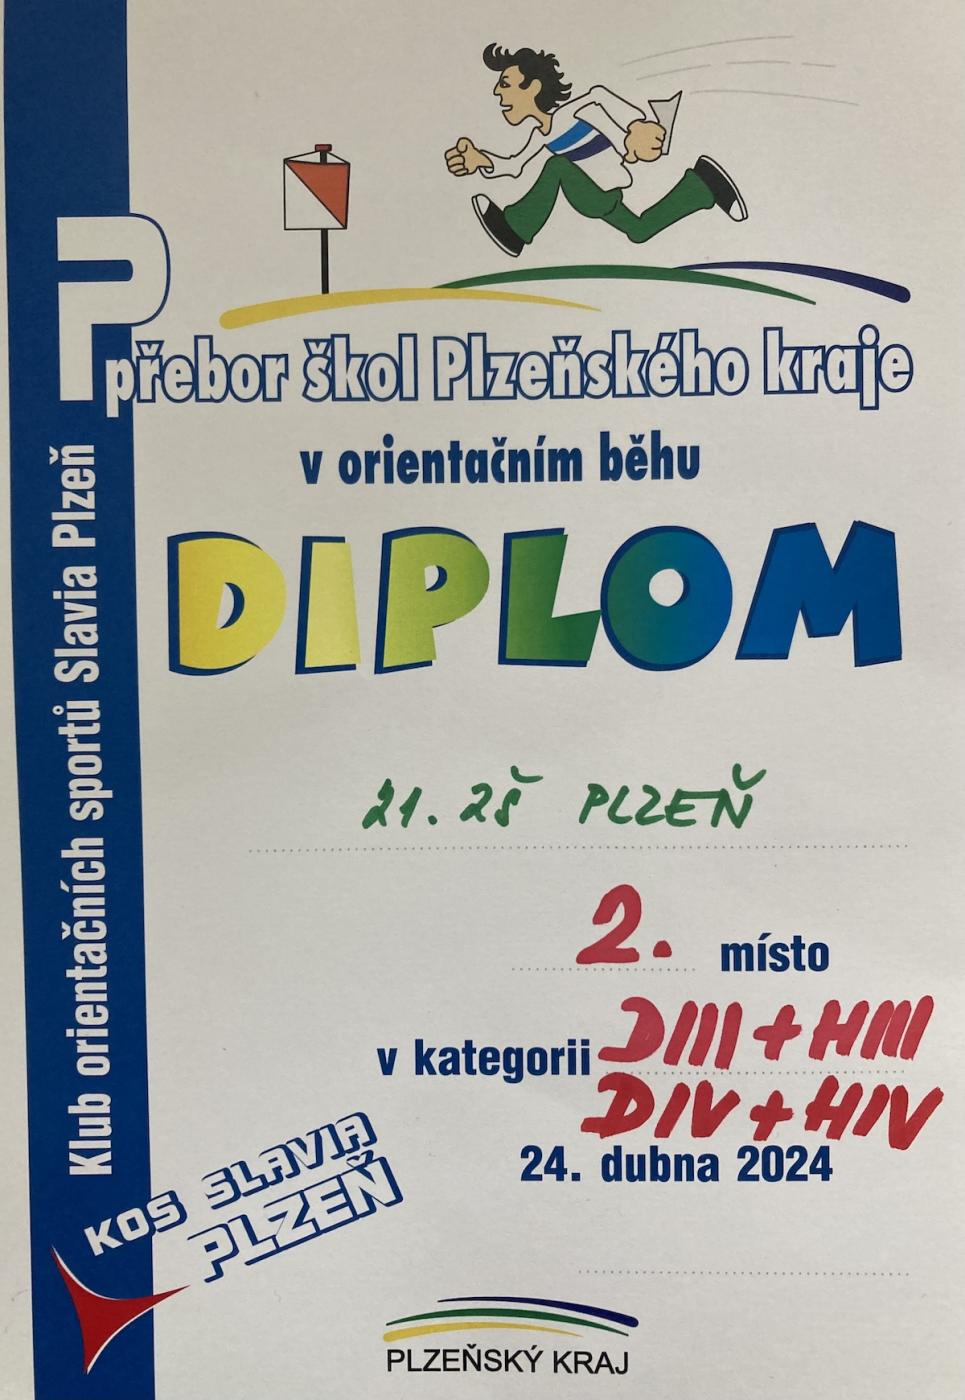 Přebor škol Plzeňského kraje
v orientačním běhu
DIPLOM
21. ZŠ PLZEŇ
2. místo
v kategorii DIII + HIII
DIV + HIV
24. dubna 2024
Klub orientačních sportů Slavia Plzeň
KOS SLAVIA
PLZEŇ
PLZEŇSKÝ KRAJ